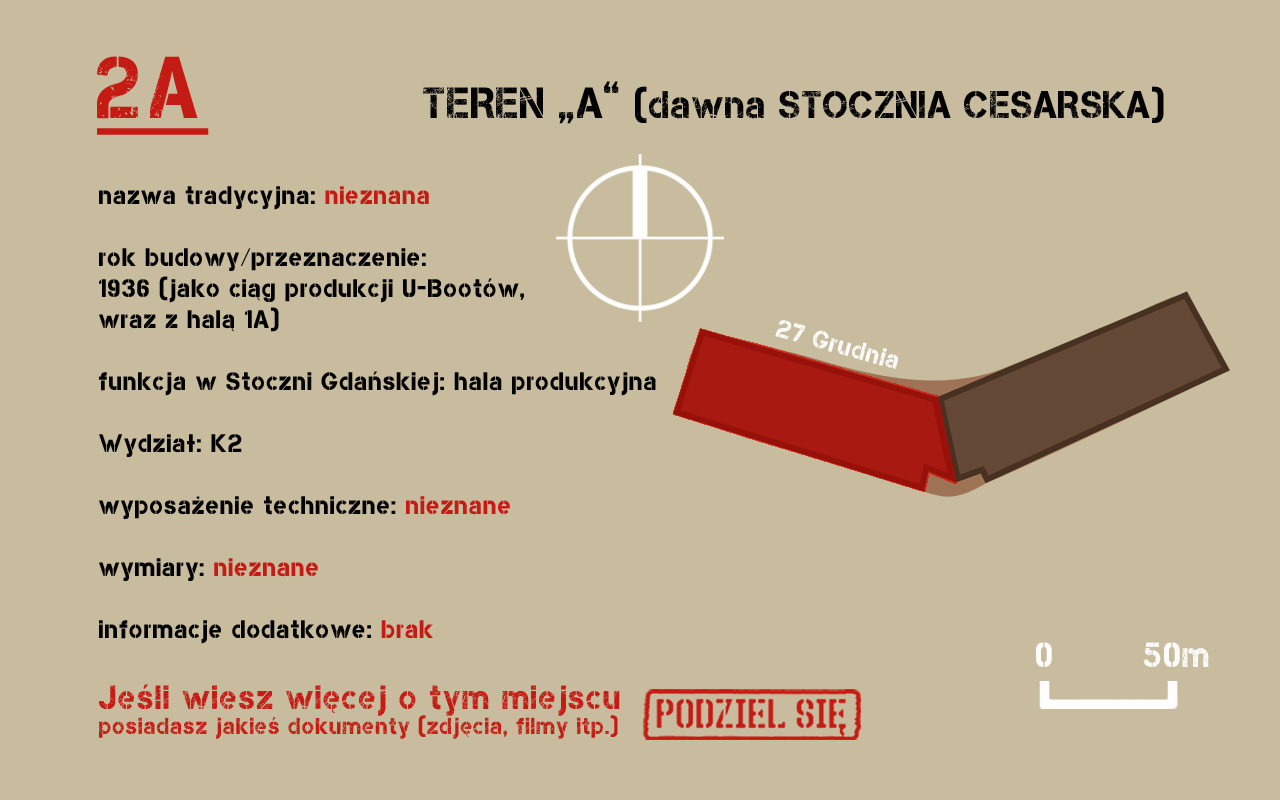 2A
TEREN „A“ (dawna STOCZNIA CESARSKA)
nazwa tradycyjna: nieznana
rok budowy/przeznaczenie:
1936 (jako ciąg produkcji U-Bootów,
wraz z halą 1A)
27 Grudnia
funkcja w Stoczni Gdańskiej: hala produkcyjna
Wydział: K2
wyposażenie techniczne: nieznane
wymiary: nieznane
informacje dodatkowe: brak
0 50m
Jeśli wiesz więcej o tym miejscu
posiadasz jakieś dokumenty (zdjęcia, filmy itp.)
PODZIEL SIĘ